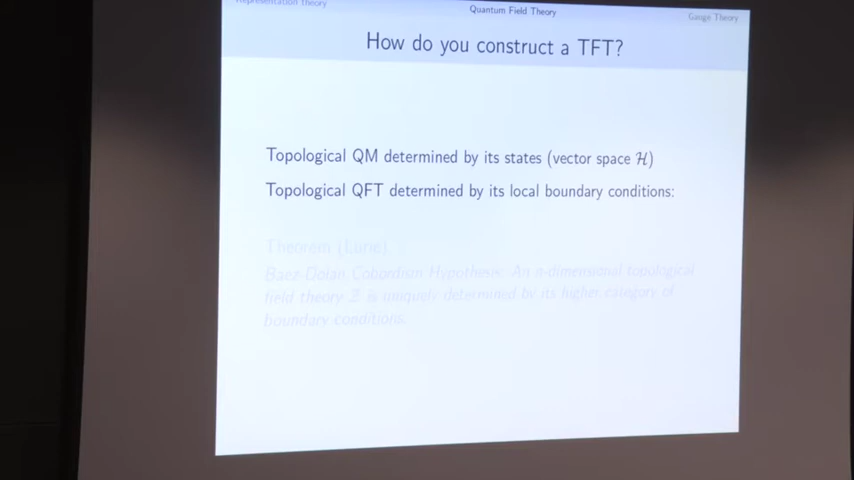 Representation theory
Quantum Field Theory
Gauge Theory
How do you construct a TFT?
Topological QM determined by its states (vector space ℋ)
Topological QFT determined by its local boundary conditions:
Theorem (Lurie)
Baez-Dolan Cobordism Hypothesis: An n-dimensional topological
field theory 𝒵 is uniquely determined by its higher category of
boundary conditions.